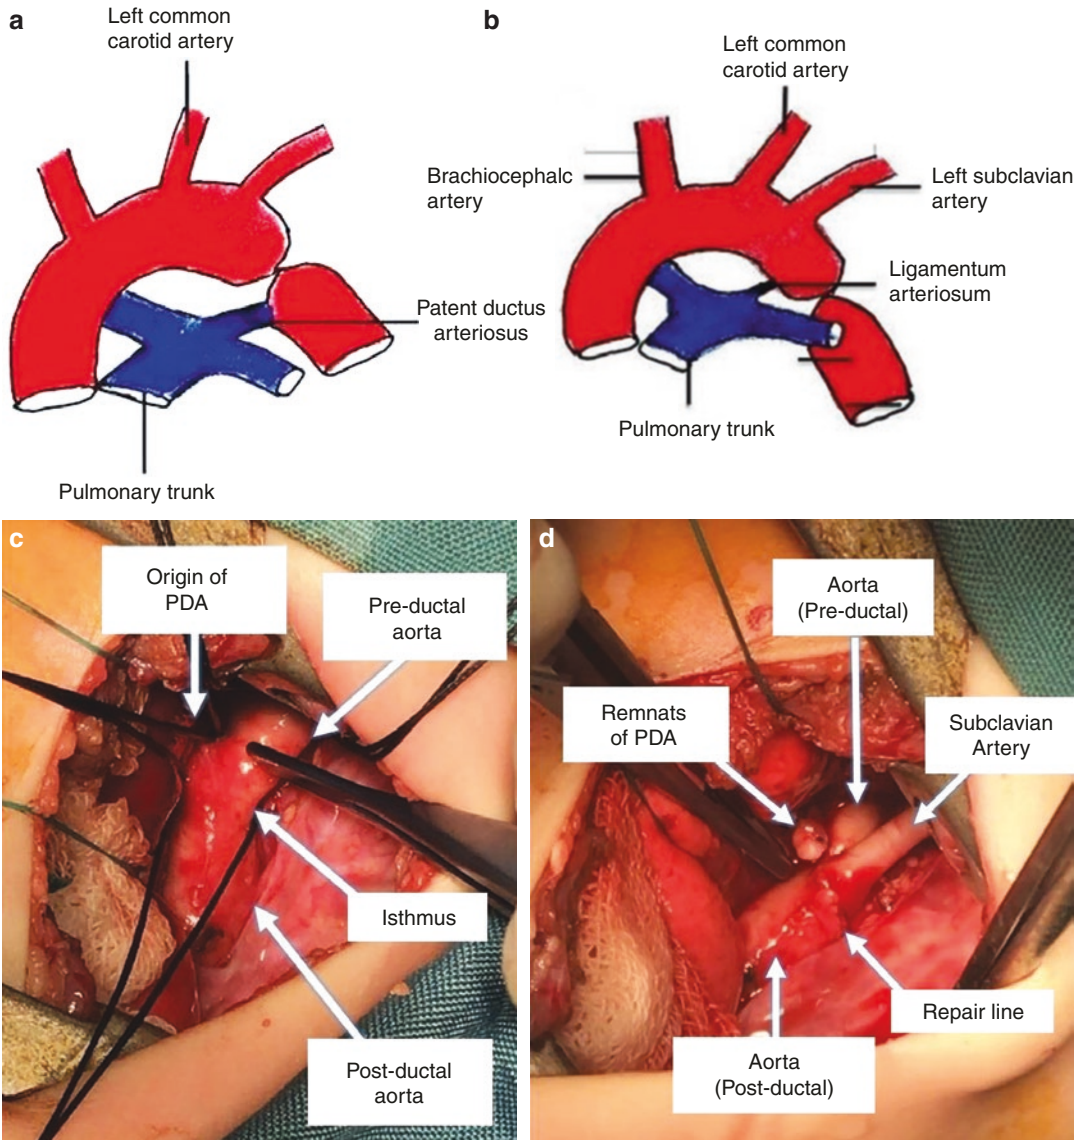 a
Left common
carotid artery
Patent ductus
arteriosus
Pulmonary trunk
b
Left common
carotid artery
Brachiocephalc
artery
Left subclavian
artery
Ligamentum
arteriosum
Pulmonary trunk
c
Origin of
PDA
Pre-ductal
aorta
Isthmus
Post-ductal
aorta
d
Aorta
(Pre-ductal)
Remnats
of PDA
Subclavian
Artery
Repair line
Aorta
(Post-ductal)